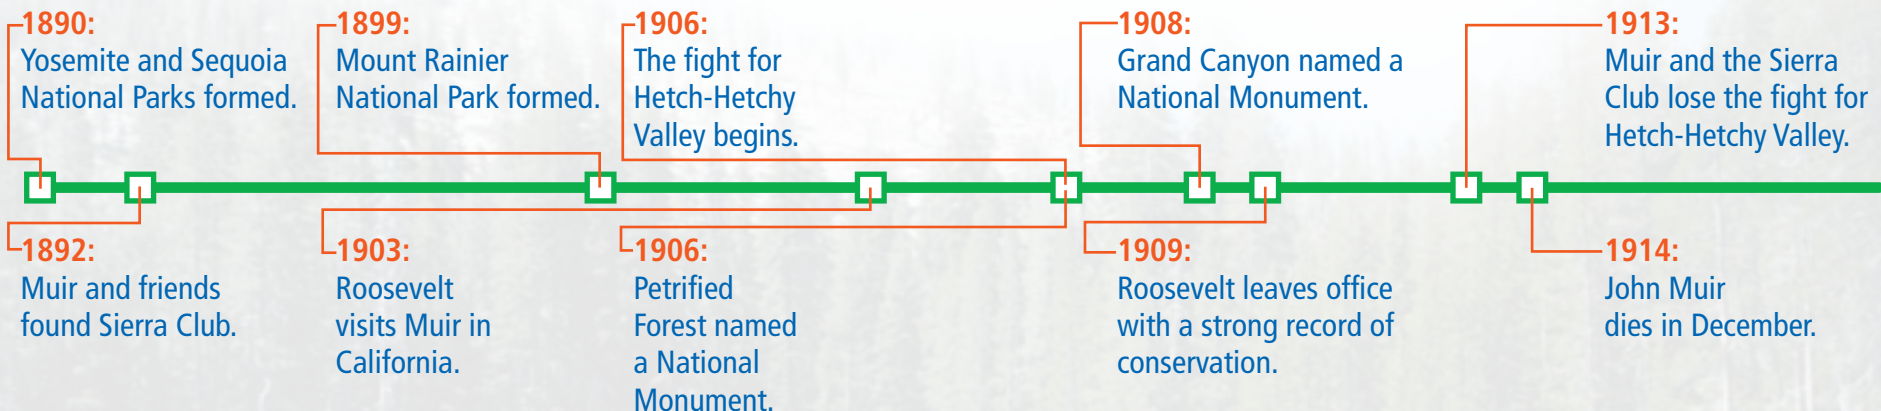 1890:
Yosemite and Sequoia
National Parks formed.
1899:
Mount Rainier
National Park formed.
1906:
The fight for
Hetch-Hetchy
Valley begins.
1908:
Grand Canyon named a
National Monument.
1913:
Muir and the Sierra
Club lose the fight for
Hetch-Hetchy Valley.
1892:
Muir and friends
found Sierra Club.
1903:
Roosevelt
visits Muir in
California.
1906:
Petrified
Forest named
a National
Monument.
1909:
Roosevelt leaves office
with a strong record of
conservation.
1914:
John Muir
dies in December.